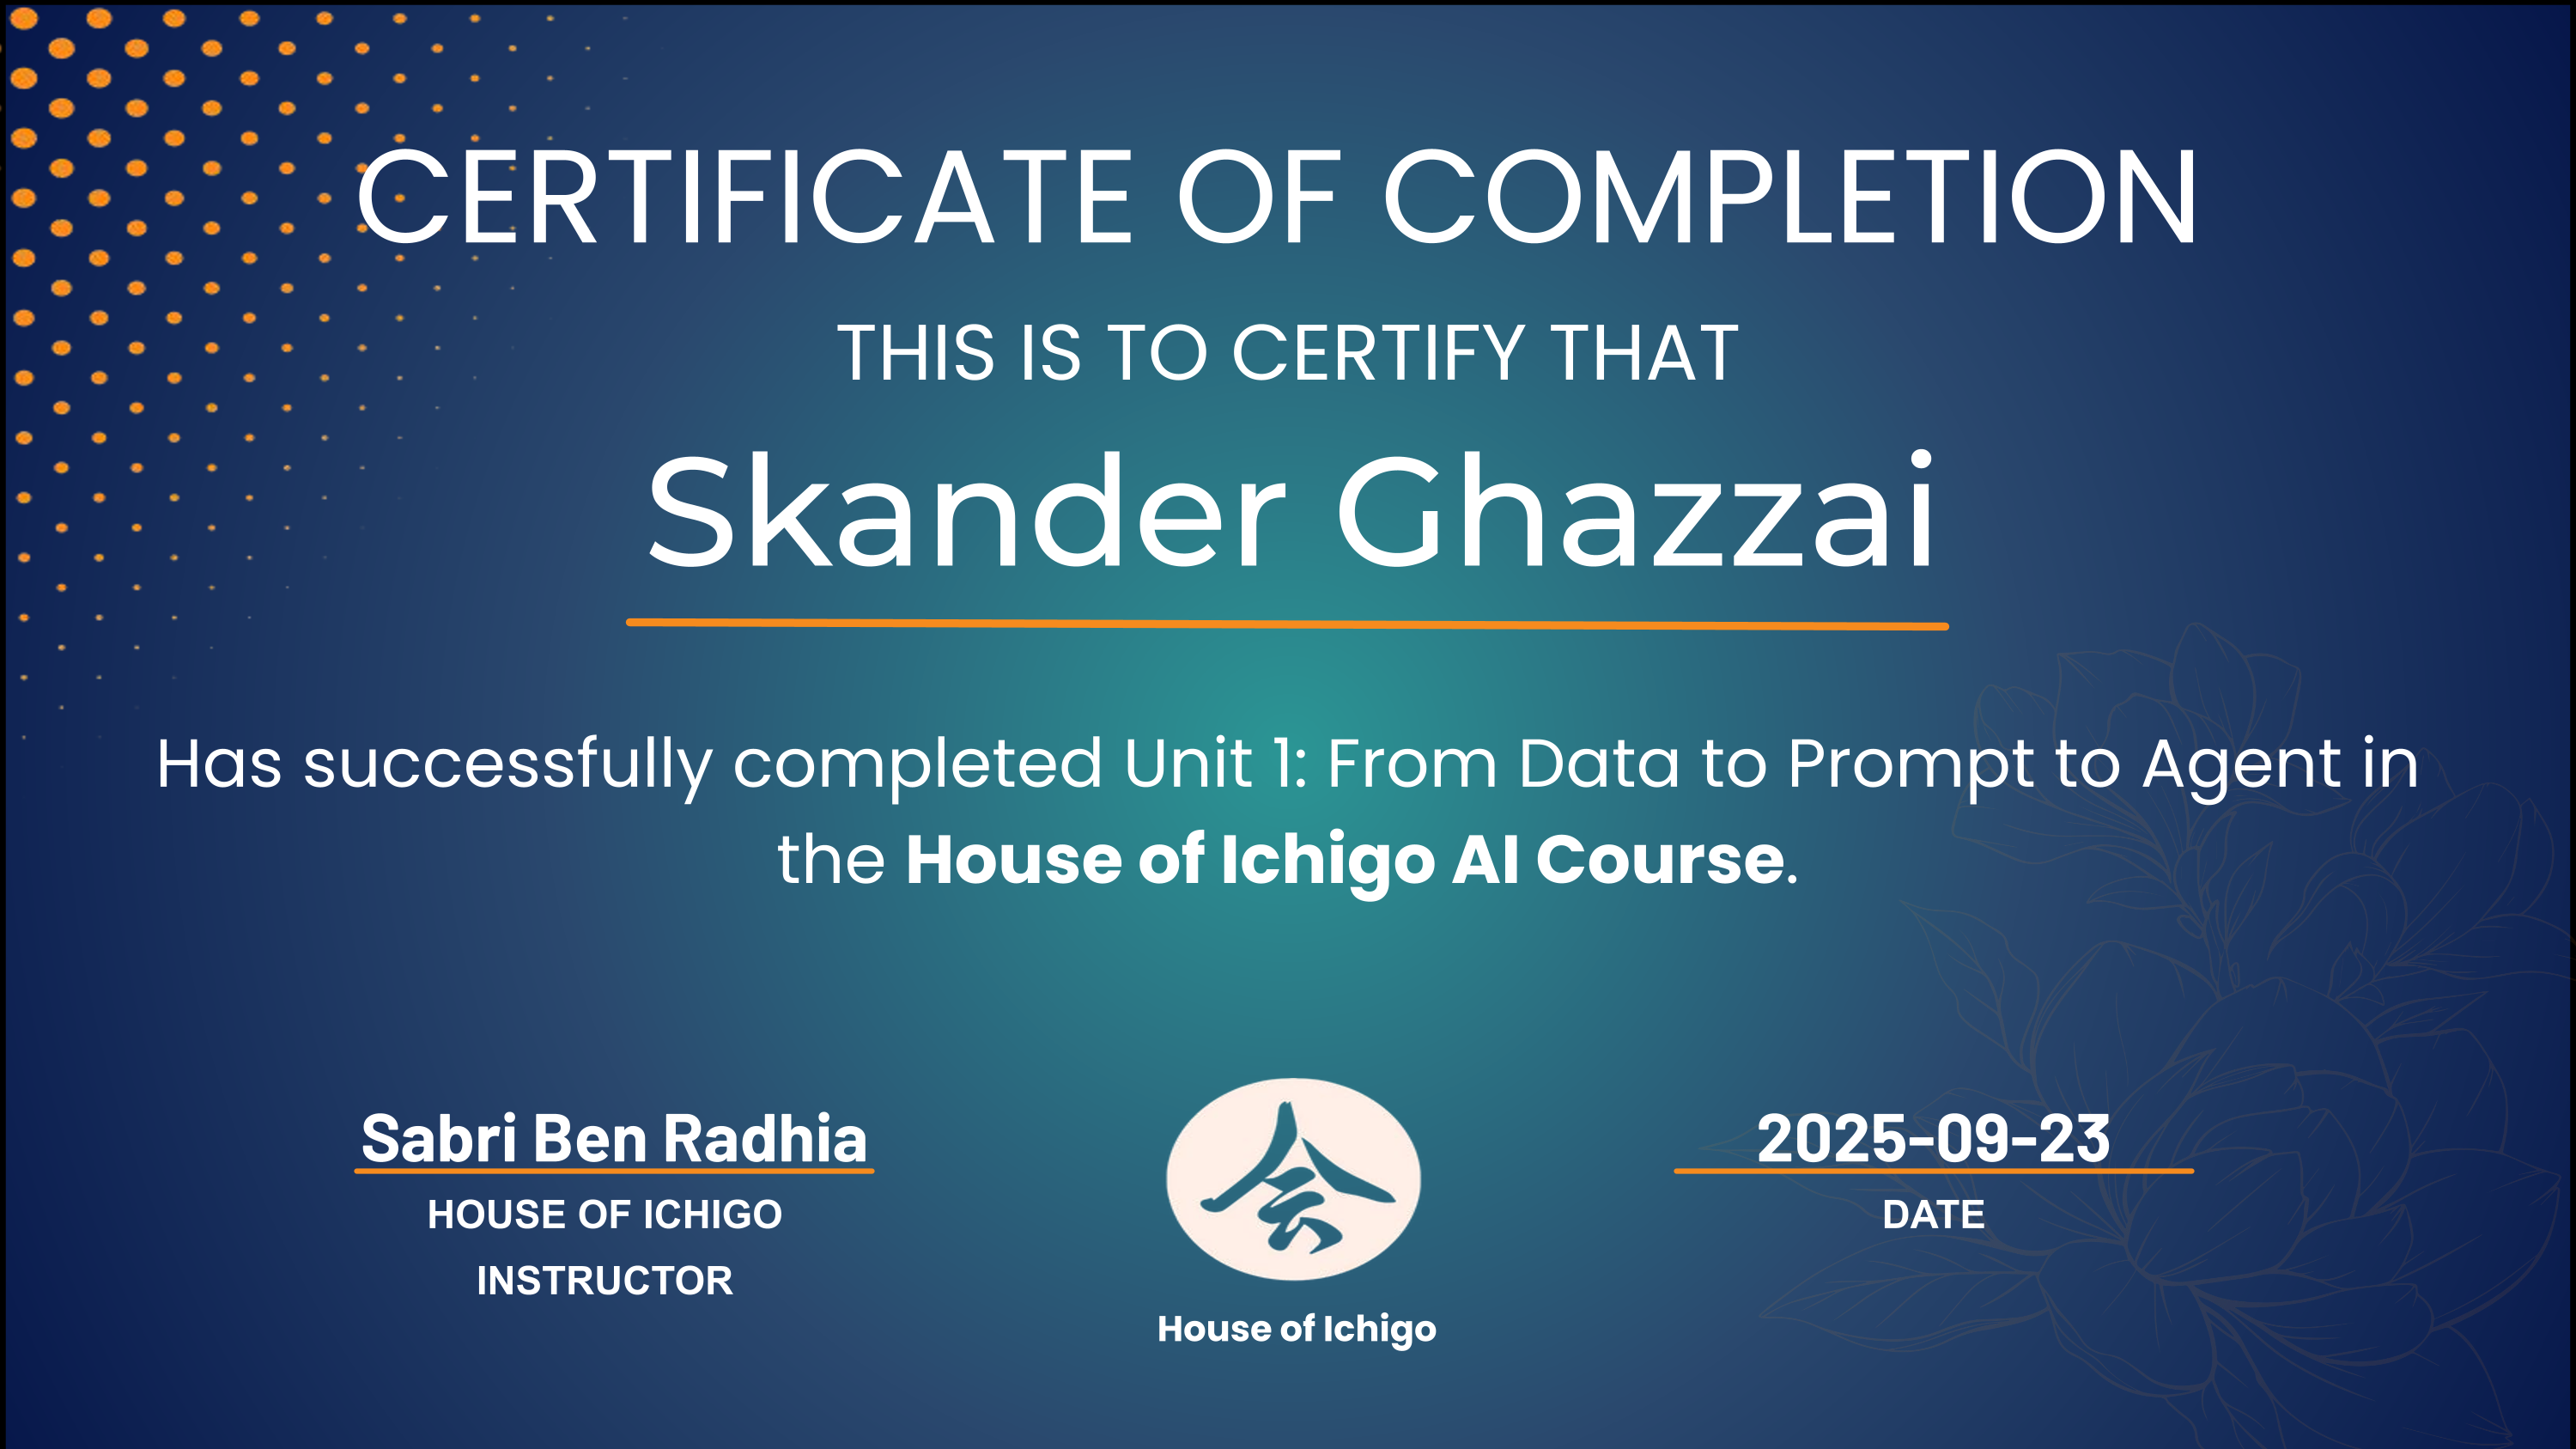 CERTIFICATE OF COMPLETION
THIS IS TO CERTIFY THAT
Skander Ghazzai
Has successfully completed Unit 1: From Data to Prompt to Agent in
the House of Ichigo AI Course.
Sabri Ben Radhia
HOUSE OF ICHIGO
INSTRUCTOR
会
House of Ichigo
2025-09-23
DATE